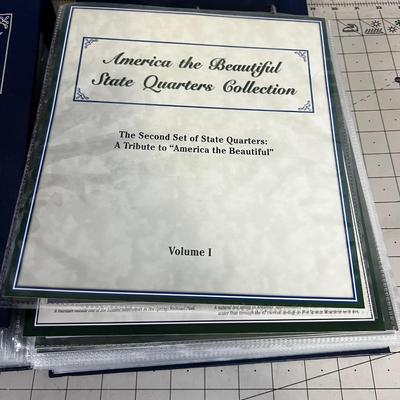 America the Beautiful
State Quarters Collection
The Second Set of State Quarters:
A Tribute to "America the Beautiful"
Volume I